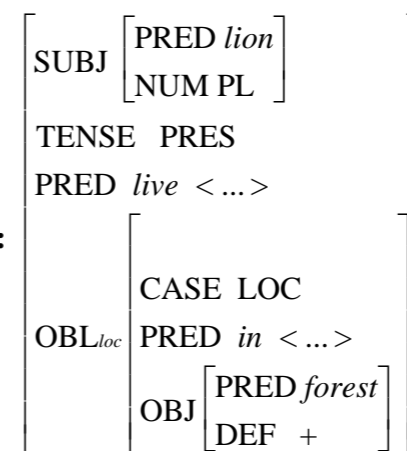 SUBJ [PRED lion
NUM PL]
TENSE PRES
PRED live < ... >
:
CASE LOC
OBLloc PRED in < ... >
OBJ [PRED forest
DEF +]